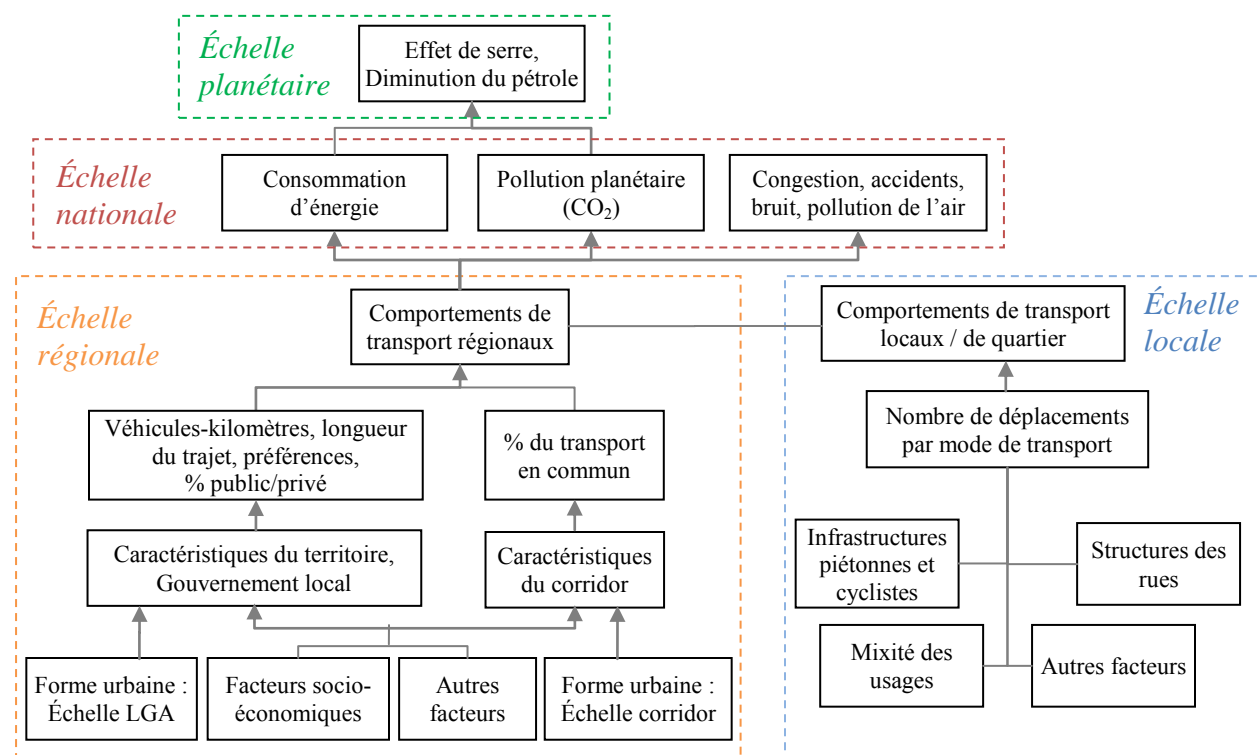 Échelle
planétaire
Effet de serre,
Diminution du pétrole
Échelle
nationale
Consommation
d’énergie
Pollution planétaire
(CO₂)
Congestion, accidents,
bruit, pollution de l’air
Échelle
régionale
Comportements de
transport régionaux
Véhicules-kilomètres, longueur
du trajet, préférences,
% public/privé
% du transport
en commun
Caractéristiques du territoire,
Gouvernement local
Caractéristiques
du corridor
Forme urbaine :
Échelle LGA
Facteurs socio-
économiques
Autres
facteurs
Forme urbaine :
Échelle corridor
Échelle
locale
Comportements de transport
locaux / de quartier
Nombre de déplacements
par mode de transport
Infrastructures
piétonnes et
cyclistes
Structures des
rues
Mixité des
usages
Autres facteurs